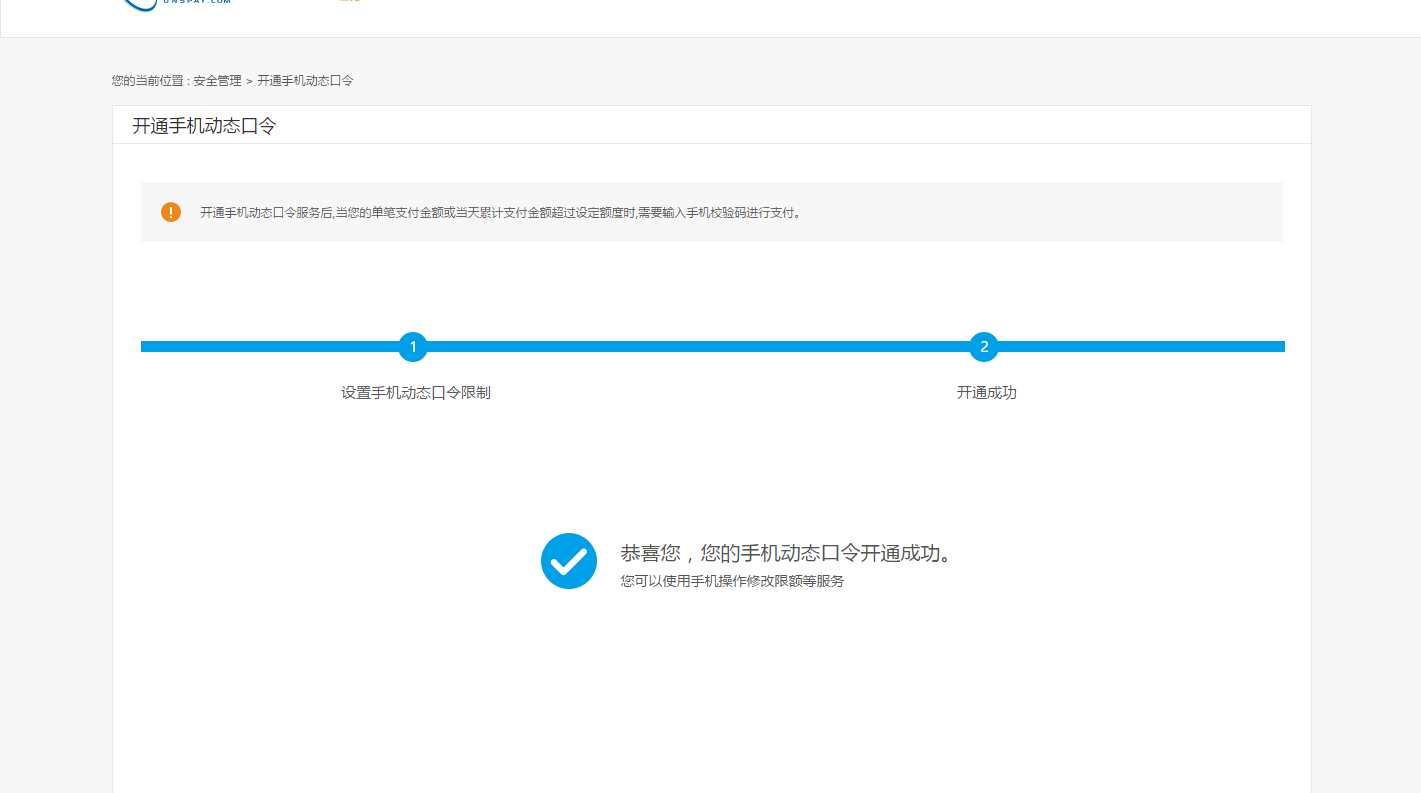 UNSPAY.COM
您的当前位置 : 安全管理 > 开通手机动态口令
开通手机动态口令
开通手机动态口令服务后,当您的单笔支付金额或当天累计支付金额超过设定额度时,需要输入手机校验码进行支付。
1
2
设置手机动态口令限制
开通成功
恭喜您，您的手机动态口令开通成功。
您可以使用手机操作修改限额等服务